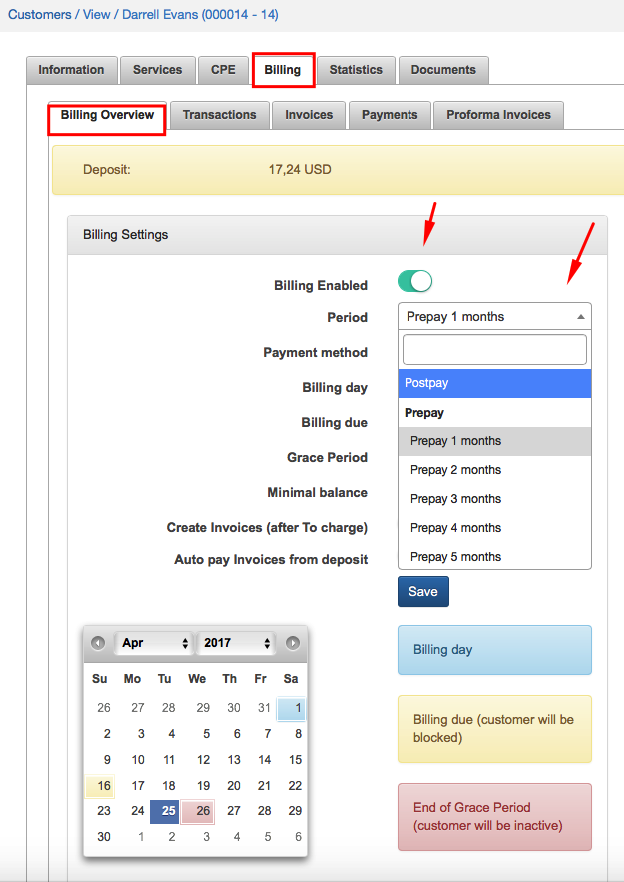 Customers / View / Darrell Evans (000014 - 14)
Information Services CPE Billing Statistics Documents
Billing Overview Transactions Invoices Payments Proforma Invoices
Deposit: 17,24 USD
Billing Settings
Billing Enabled
Period Prepay 1 months
Payment method
Billing day Postpay
Billing due Prepay
Prepay 1 months
Grace Period Prepay 2 months
Minimal balance Prepay 3 months
Create Invoices (after To charge) Prepay 4 months
Auto pay Invoices from deposit Prepay 5 months
Save
Apr 2017
Su Mo Tu We Th Fr Sa
26 27 28 29 30 31 1
2 3 4 5 6 7 8
9 10 11 12 13 14 15
16 17 18 19 20 21 22
23 24 25 26 27 28 29
30 1 2 3 4 5 6
Billing day
Billing due (customer will be
blocked)
End of Grace Period
(customer will be inactive)